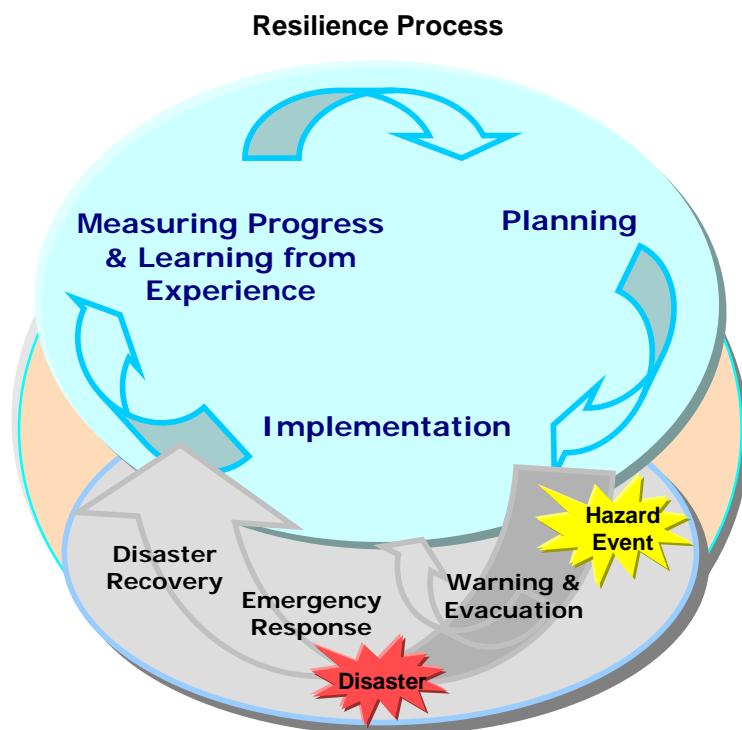 Resilience Process
Measuring Progress
& Learning from
Experience
Planning
Implementation
Hazard
Event
Disaster
Recovery
Warning &
Evacuation
Emergency
Response
Disaster